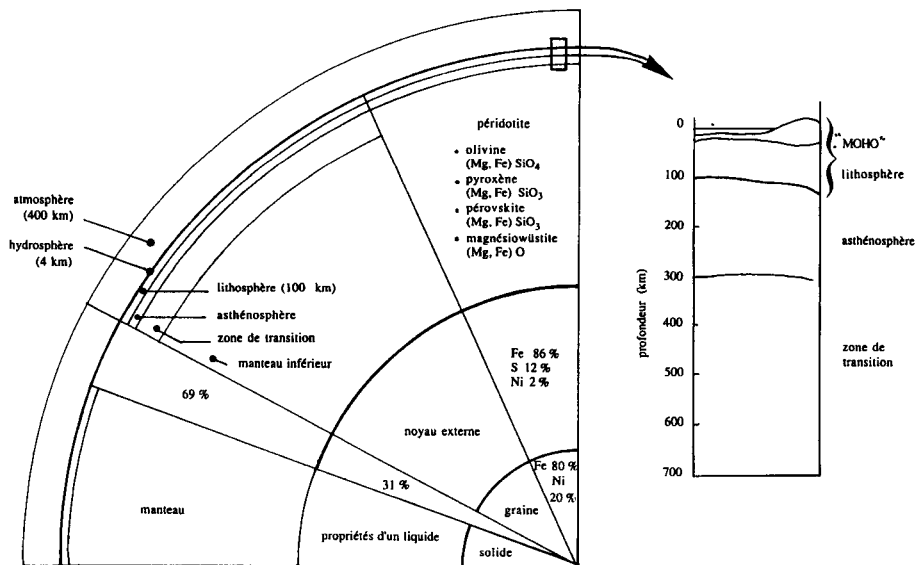 péridotite
• olivine
(Mg, Fe) SiO4
• pyroxène
(Mg, Fe) SiO3
• pérovskite
(Mg, Fe) SiO3
• magnésiowüstite
(Mg, Fe) O
atmosphère
(400 km)
hydrosphère
(4 km)
lithosphère (100 km)
asthénosphère
zone de transition
manteau inférieur
69 %
Fe 86 %
S 12 %
Ni 2 %
noyau externe
31 %
Fe 80 %
Ni
20 %
graine
manteau
propriétés d'un liquide
solide
0
100
200
300
400
500
600
700
profondeur (km)
"MOHO"
lithosphère
asthénosphère
zone
de transition